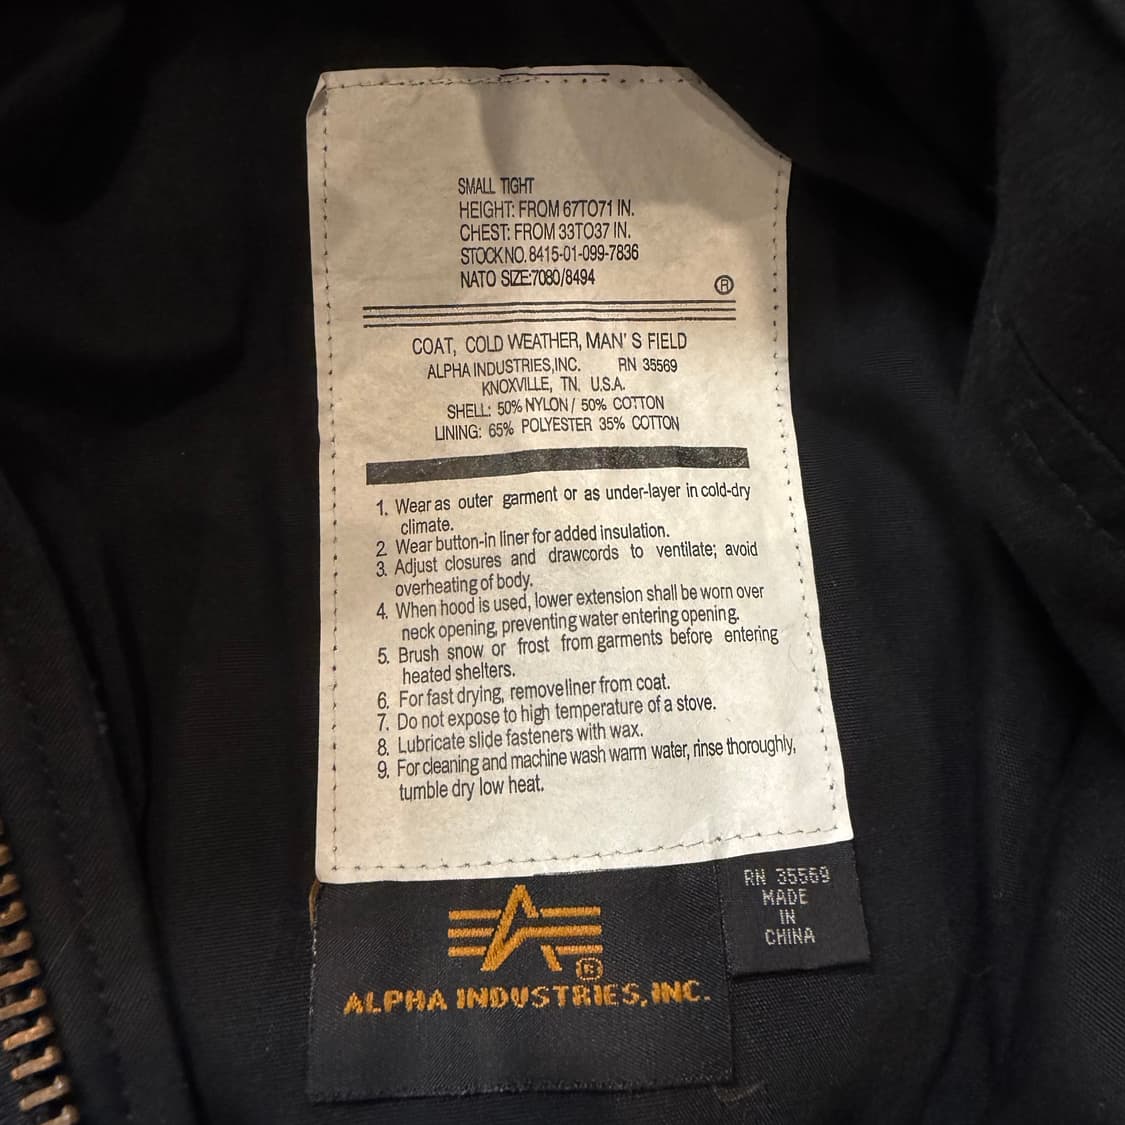 SMALL TIGHT
HEIGHT: FROM 67TO71 IN.
CHEST: FROM 33TO37 IN.
STOCK NO. 8415-01-099-7836
NATO SIZE:7080/8494
®
COAT, COLD WEATHER, MAN'S FIELD
ALPHA INDUSTRIES,INC. RN 35569
KNOXVILLE, TN. U.S.A.
SHELL: 50% NYLON / 50% COTTON
LINING: 65% POLYESTER 35% COTTON
1. Wear as outer garment or as under-layer in cold-dry
climate.
2. Wear button-in liner for added insulation.
3. Adjust closures and drawcords to ventilate; avoid
overheating of body.
4. When hood is used, lower extension shall be worn over
neck opening, preventing water entering opening.
5. Brush snow or frost from garments before entering
heated shelters.
6. For fast drying, remove liner from coat.
7. Do not expose to high temperature of a stove.
8. Lubricate slide fasteners with wax.
9. For cleaning and machine wash warm water, rinse thoroughly,
tumble dry low heat.
®
ALPHA INDUSTRIES, INC.
RN 35569
MADE
IN
CHINA